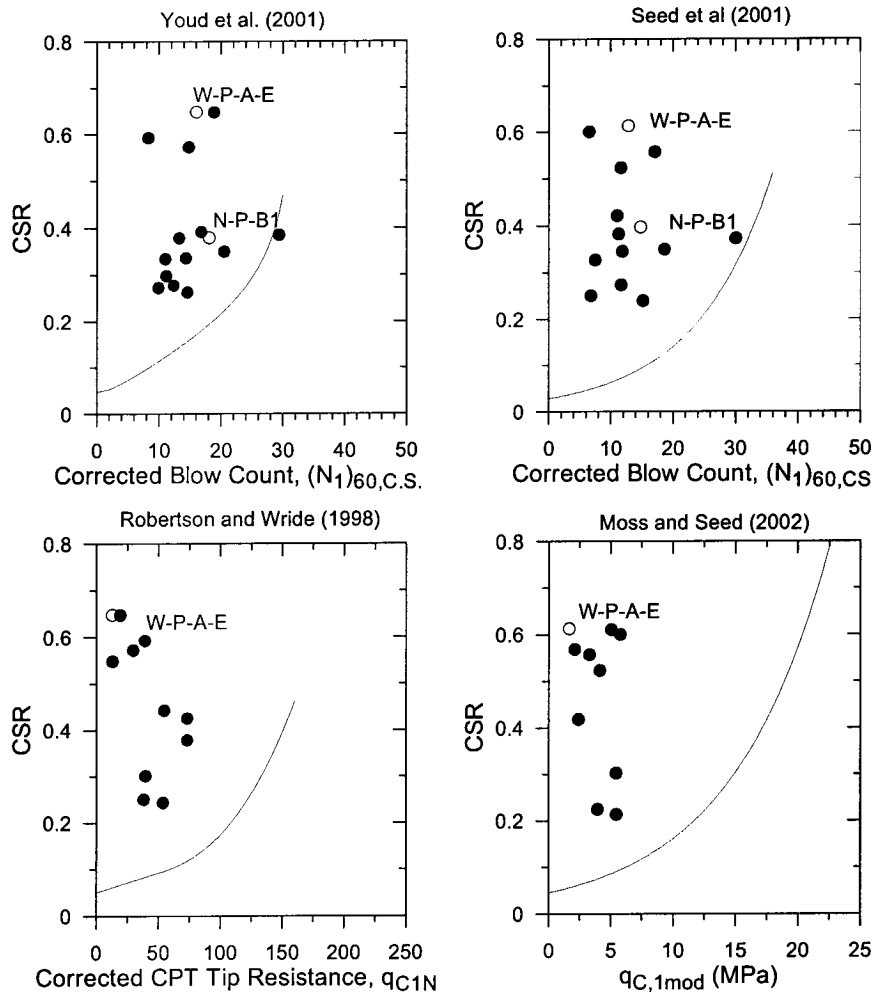 Youd et al. (2001)
0.8
0.6
0.4
0.2
0
CSR
W-P-A-E
N-P-B1
0 10 20 30 40 50
Corrected Blow Count, (N1)60,C.S.
Seed et al (2001)
0.8
0.6
0.4
0.2
0
CSR
W-P-A-E
N-P-B1
0 10 20 30 40 50
Corrected Blow Count, (N1)60,CS
Robertson and Wride (1998)
0.8
0.6
0.4
0.2
0
CSR
W-P-A-E
0 50 100 150 200 250
Corrected CPT Tip Resistance, qC1N
Moss and Seed (2002)
0.8
0.6
0.4
0.2
0
CSR
W-P-A-E
0 5 10 15 20 25
qC,1mod (MPa)